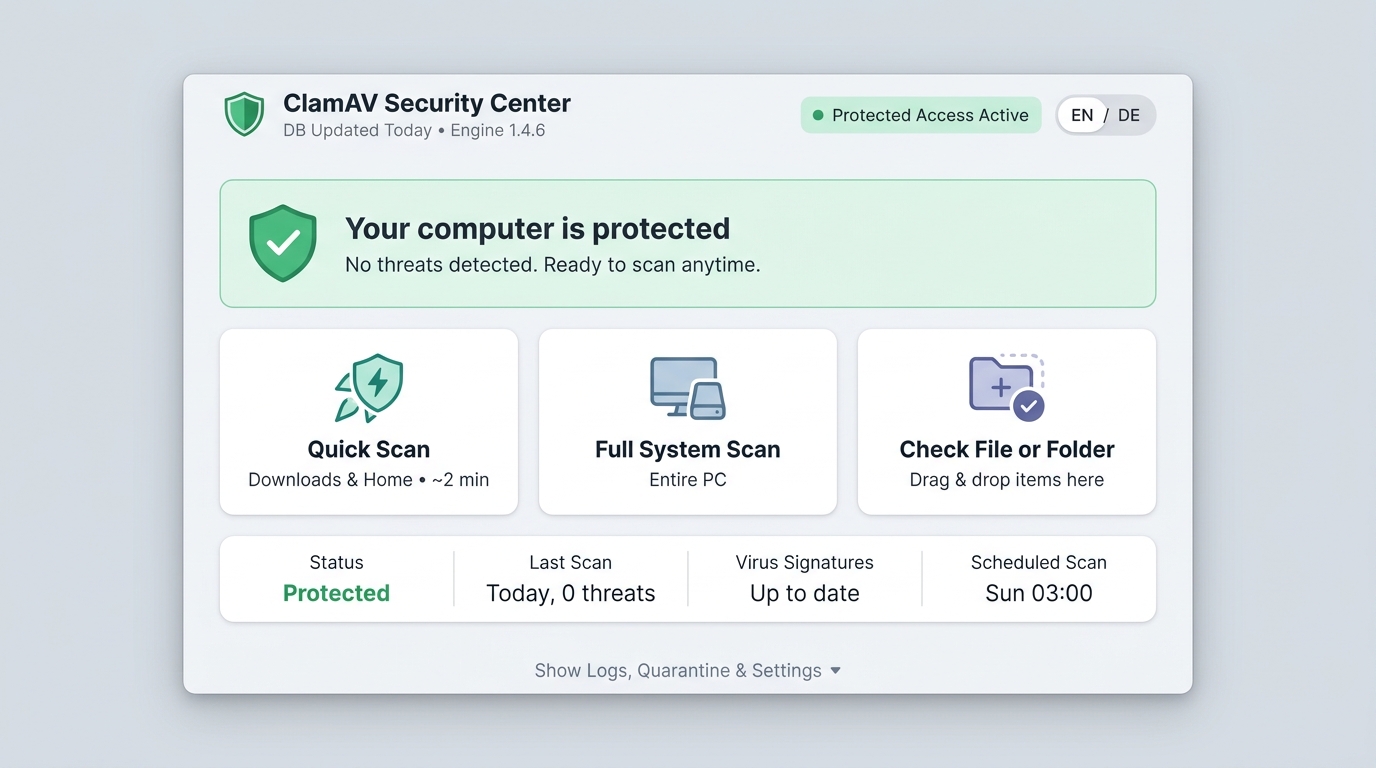 ClamAV Security Center
DB Updated Today • Engine 1.4.6
Protected Access Active
EN / DE
Your computer is protected
No threats detected. Ready to scan anytime.
Quick Scan
Downloads & Home • ~2 min
Full System Scan
Entire PC
Check File or Folder
Drag & drop items here
Status
Protected
Last Scan
Today, 0 threats
Virus Signatures
Up to date
Scheduled Scan
Sun 03:00
Show Logs, Quarantine & Settings